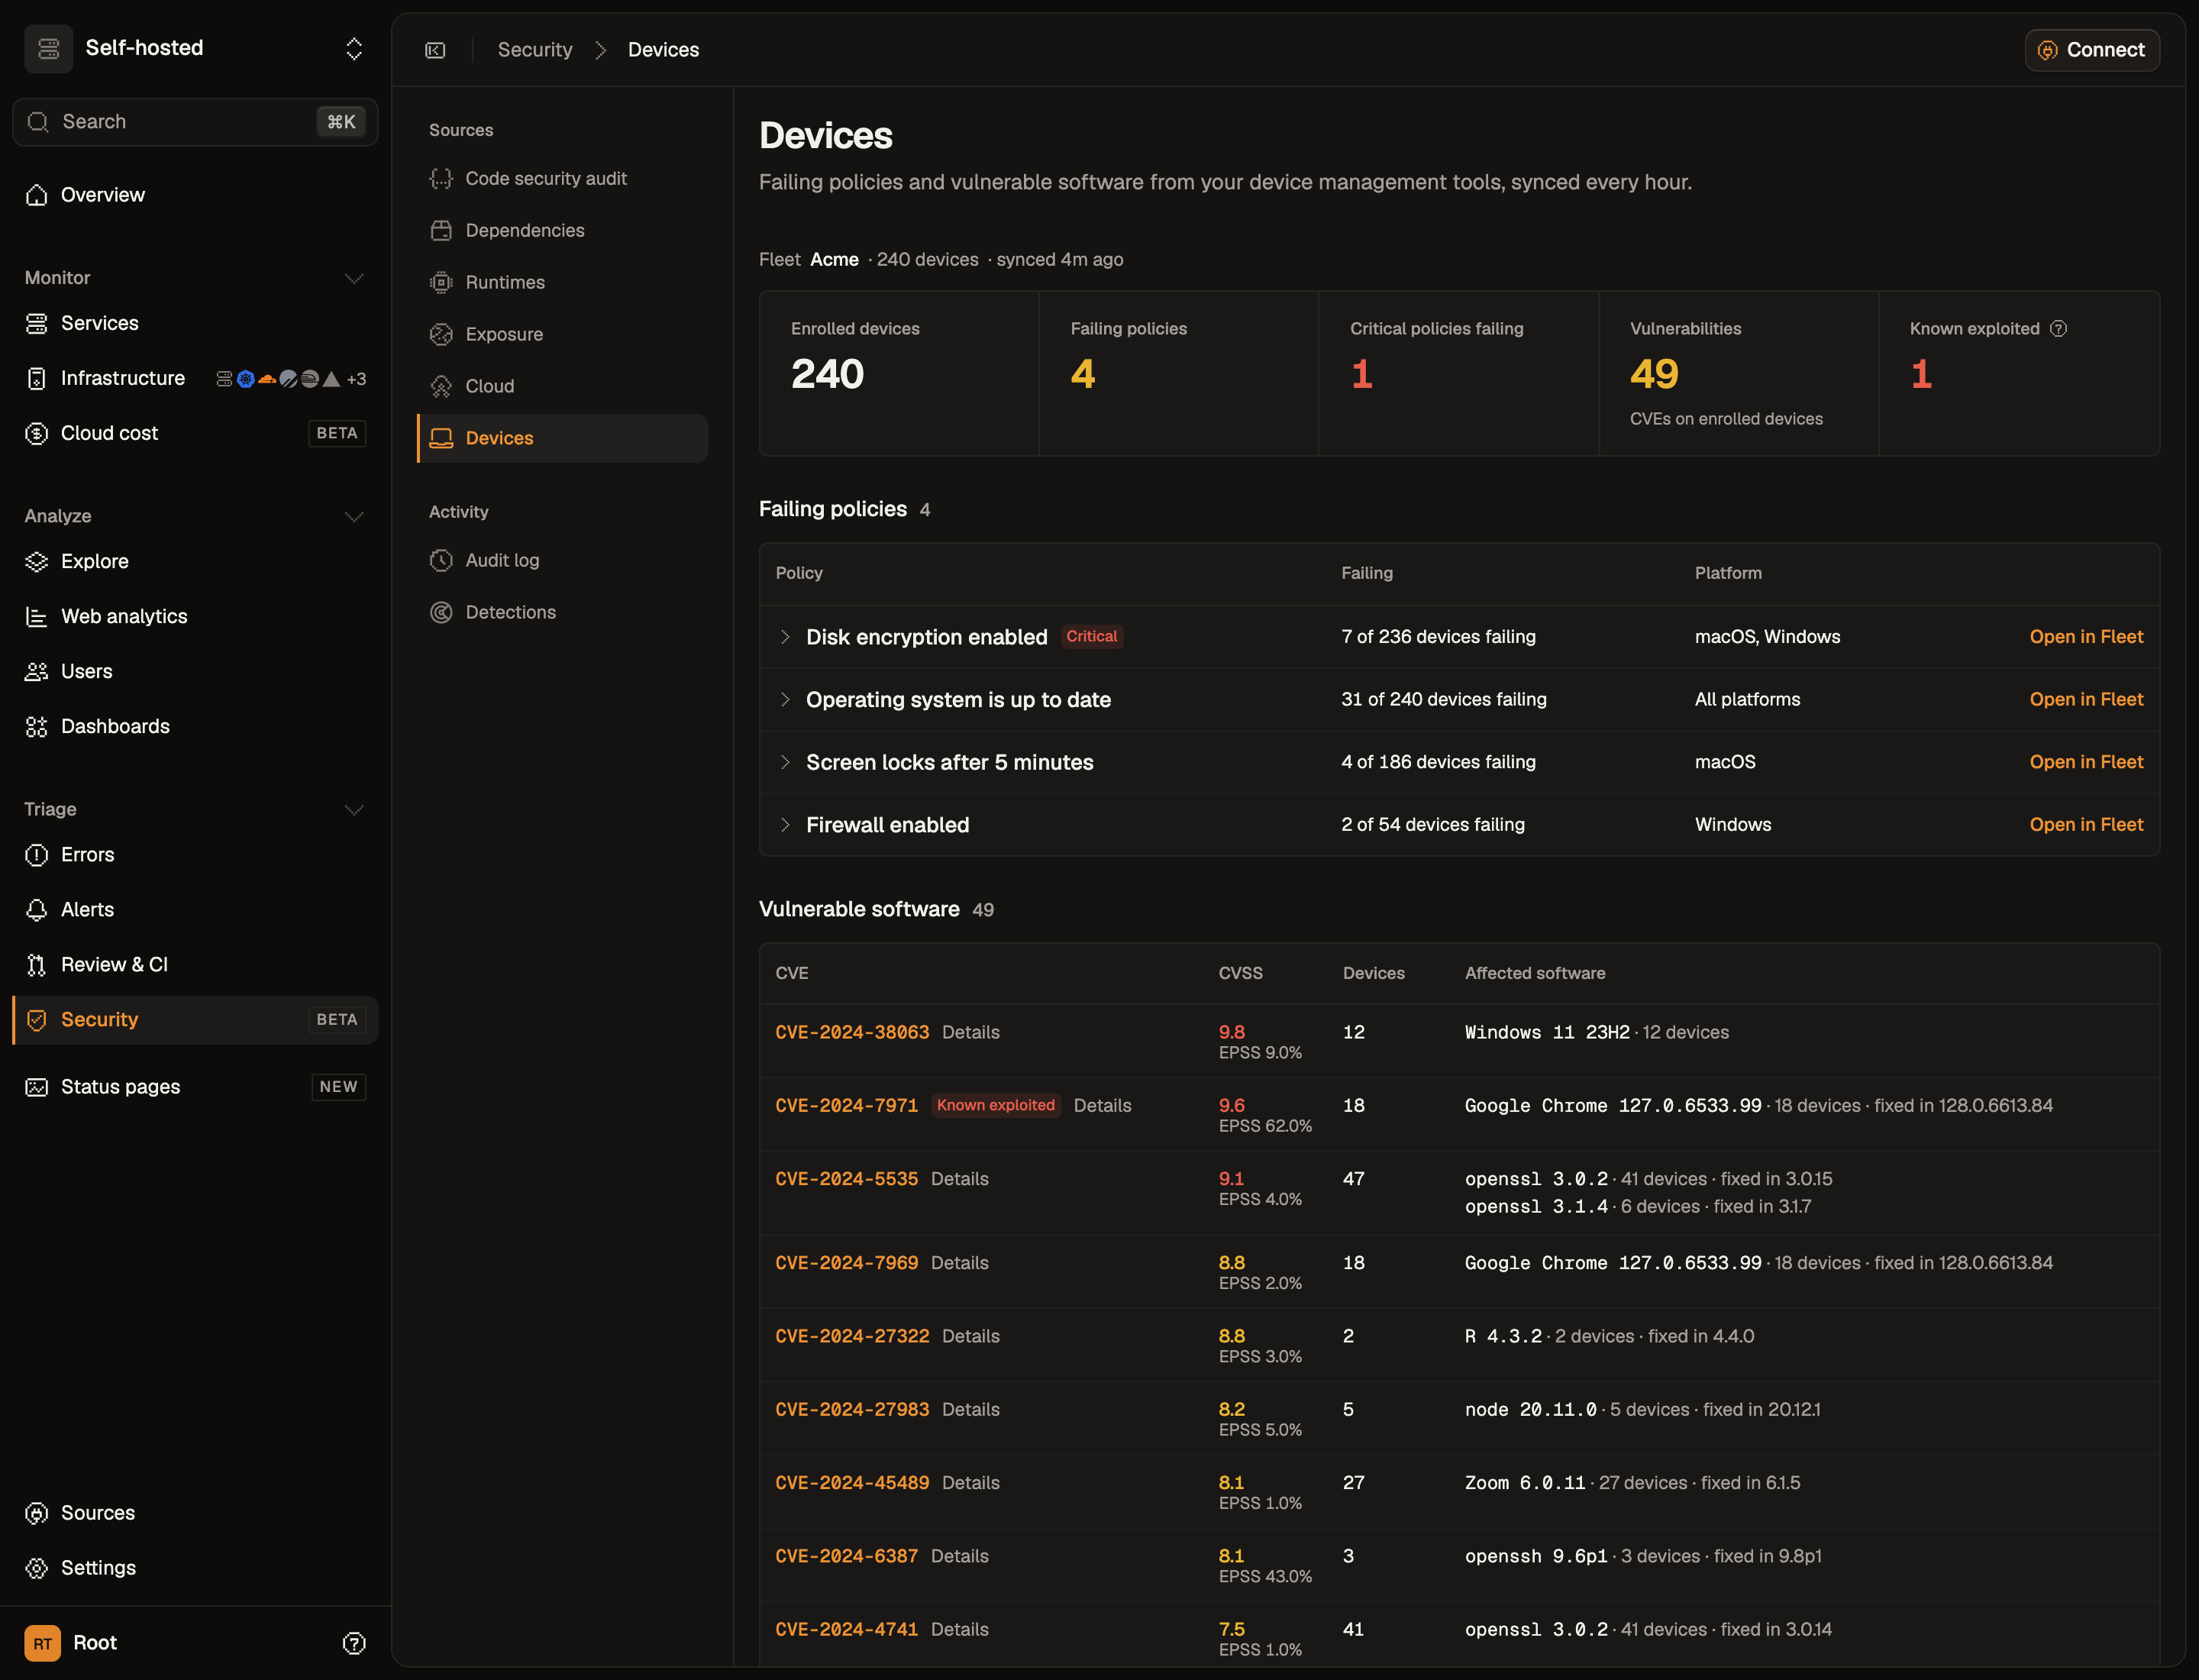 Self-hosted
Search ⌘K
Overview
Monitor
Services
Infrastructure +3
Cloud cost BETA
Analyze
Explore
Web analytics
Users
Dashboards
Triage
Errors
Alerts
Review & CI
Security BETA
Status pages NEW
Sources
Settings
RT Root
Security Devices
Connect
Sources
Code security audit
Dependencies
Runtimes
Exposure
Cloud
Devices
Activity
Audit log
Detections
Devices
Failing policies and vulnerable software from your device management tools, synced every hour.
Fleet Acme · 240 devices · synced 4m ago
Enrolled devices
240
Failing policies
4
Critical policies failing
1
Vulnerabilities
49
CVEs on enrolled devices
Known exploited
1
Failing policies 4
Policy Failing Platform
Disk encryption enabled Critical 7 of 236 devices failing macOS, Windows Open in Fleet
Operating system is up to date 31 of 240 devices failing All platforms Open in Fleet
Screen locks after 5 minutes 4 of 186 devices failing macOS Open in Fleet
Firewall enabled 2 of 54 devices failing Windows Open in Fleet
Vulnerable software 49
CVE CVSS Devices Affected software
CVE-2024-38063 Details 9.8 12 Windows 11 23H2 · 12 devices
EPSS 9.0%
CVE-2024-7971 Known exploited Details 9.6 18 Google Chrome 127.0.6533.99 · 18 devices · fixed in 128.0.6613.84
EPSS 62.0%
CVE-2024-5535 Details 9.1 47 openssl 3.0.2 · 41 devices · fixed in 3.0.15
EPSS 4.0% openssl 3.1.4 · 6 devices · fixed in 3.1.7
CVE-2024-7969 Details 8.8 18 Google Chrome 127.0.6533.99 · 18 devices · fixed in 128.0.6613.84
EPSS 2.0%
CVE-2024-27322 Details 8.8 2 R 4.3.2 · 2 devices · fixed in 4.4.0
EPSS 3.0%
CVE-2024-27983 Details 8.2 5 node 20.11.0 · 5 devices · fixed in 20.12.1
EPSS 5.0%
CVE-2024-45489 Details 8.1 27 Zoom 6.0.11 · 27 devices · fixed in 6.1.5
EPSS 1.0%
CVE-2024-6387 Details 8.1 3 openssh 9.6p1 · 3 devices · fixed in 9.8p1
EPSS 43.0%
CVE-2024-4741 Details 7.5 41 openssl 3.0.2 · 41 devices · fixed in 3.0.14
EPSS 1.0%